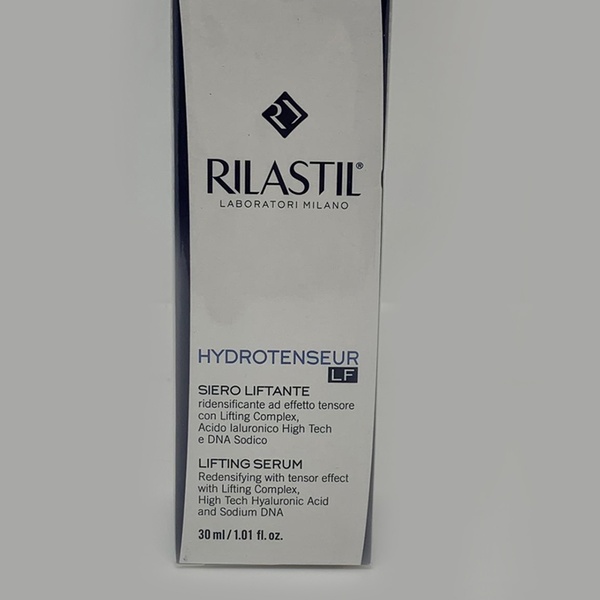 RILASTIL®
LABORATORI MILANO
HYDROTENSEUR
LF
SIERO LIFTANTE
ridensificante ad effetto tensore
con Lifting Complex,
Acido Ialuronico High Tech
e DNA Sodico
LIFTING SERUM
Redensifying with tensor effect
with Lifting Complex,
High Tech Hyaluronic Acid
and Sodium DNA
30 ml / 1.01 fl. oz.